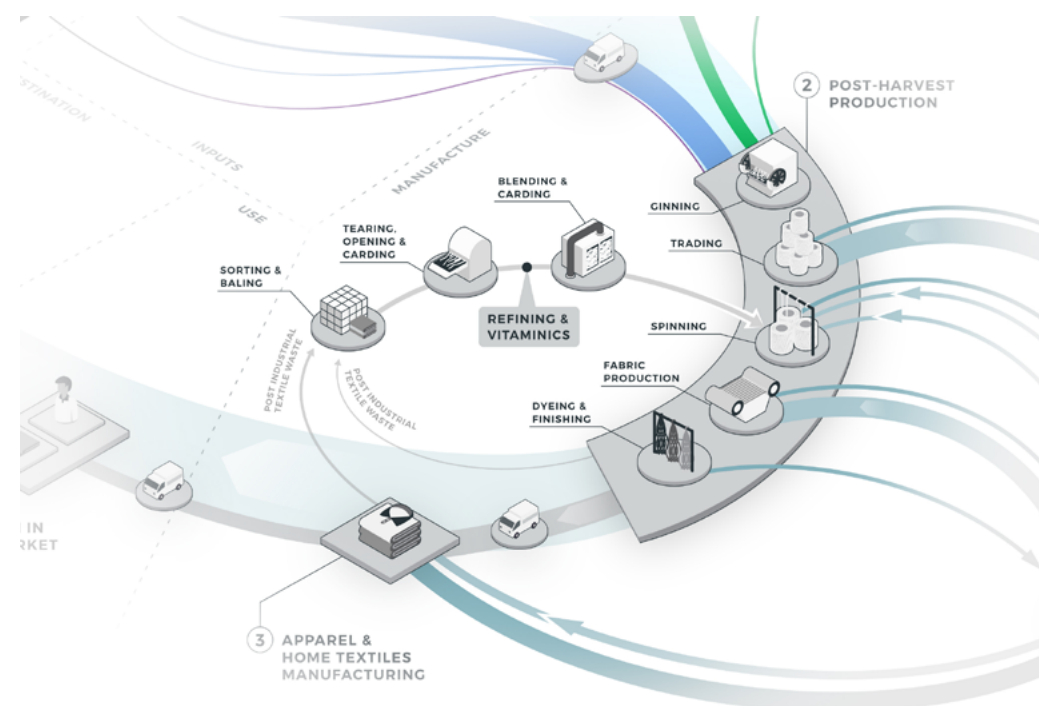 2 POST-HARVEST
PRODUCTION
STINATION
INPUTS
USE
MANUFACTURE
BLENDING &
CARDING
GINNING
TEARING,
OPENING &
CARDING
TRADING
SORTING &
BALING
REFINING &
VITAMINICS
SPINNING
FABRIC
PRODUCTION
POST INDUSTRIAL
TEXTILE WASTE
POST INDUSTRIAL
TEXTILE WASTE
DYEING &
FINISHING
IN
RKET
3 APPAREL &
HOME TEXTILES
MANUFACTURING